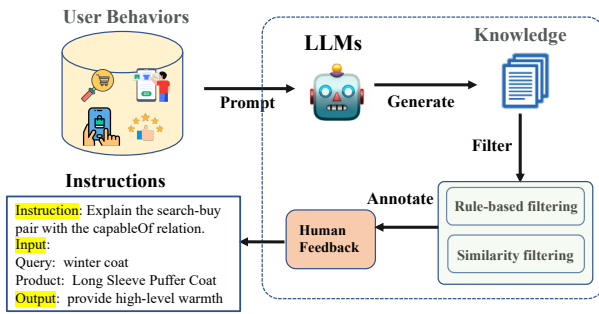 User Behaviors
LLMs
Knowledge
Prompt
Generate
Filter
Instructions
Annotate
Instruction: Explain the search-buy
pair with the capableOf relation.
Input:
Query: winter coat
Product: Long Sleeve Puffer Coat
Output: provide high-level warmth
Human
Feedback
Rule-based filtering
Similarity filtering